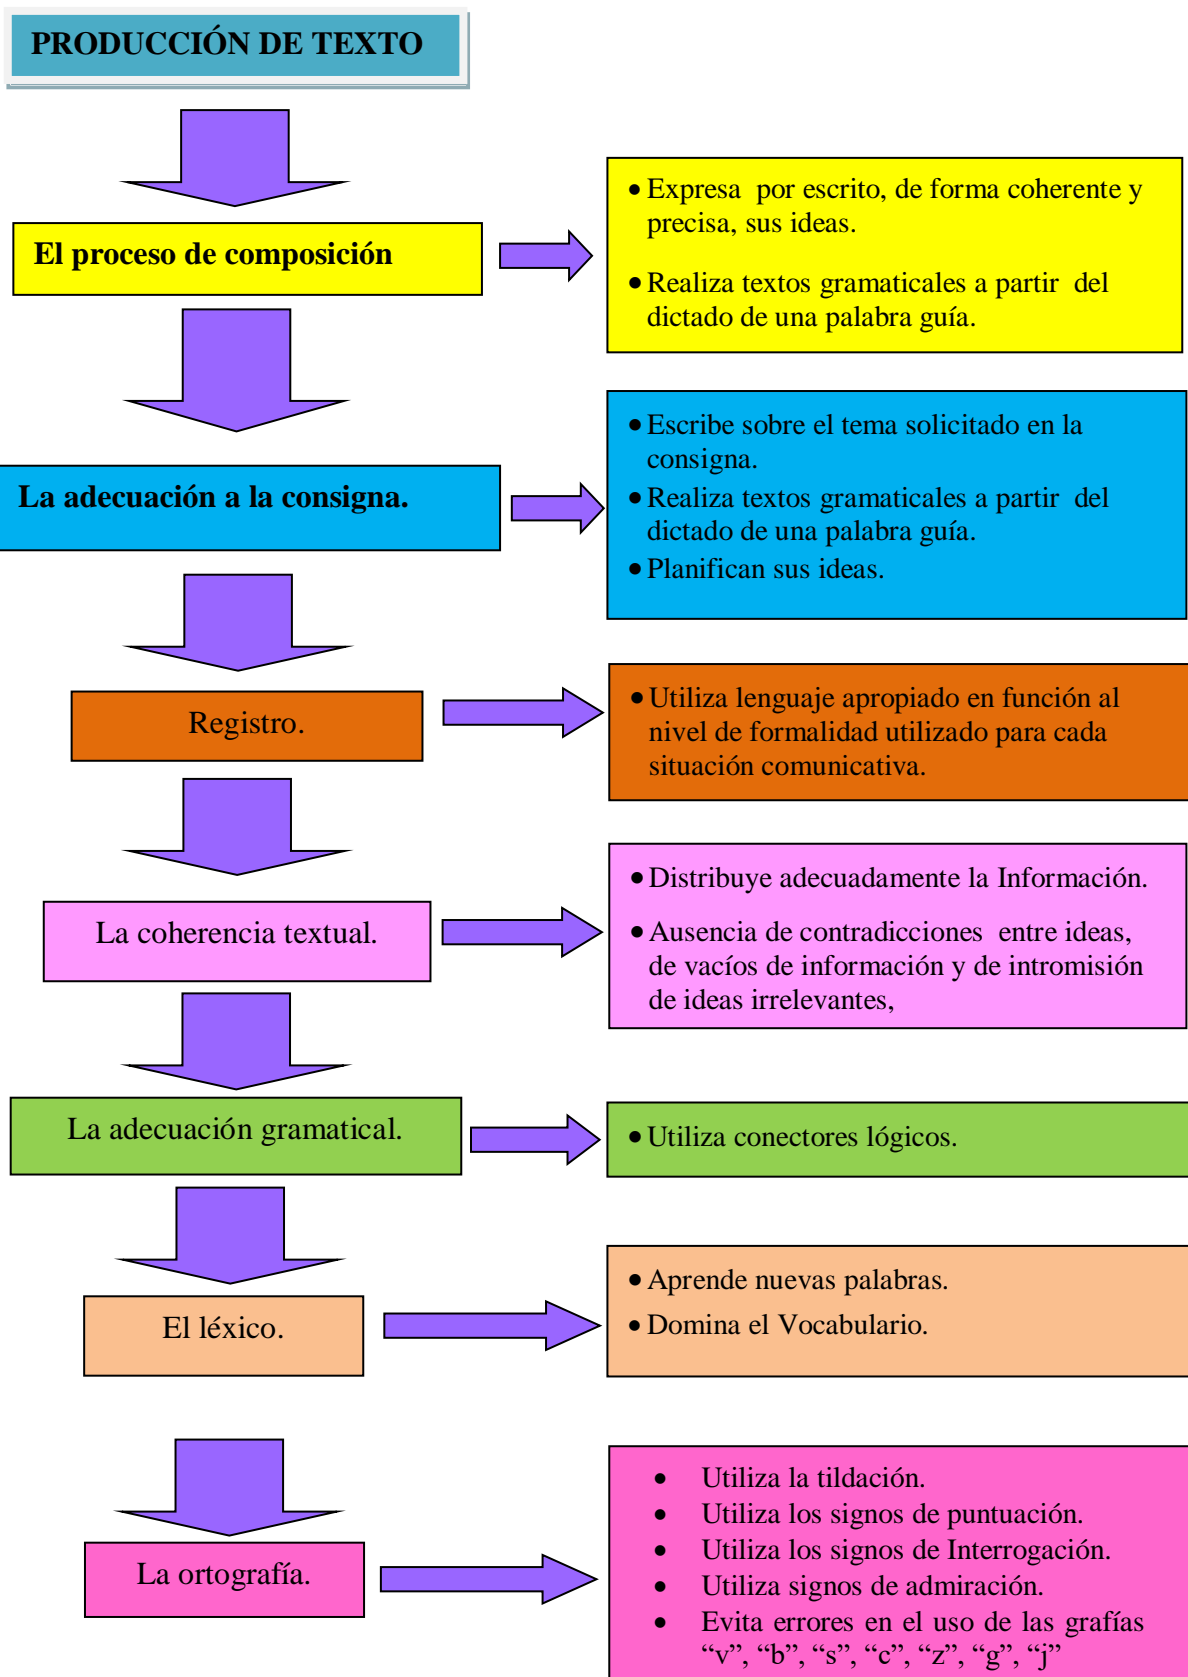 PRODUCCIÓN DE TEXTO
El proceso de composición
• Expresa por escrito, de forma coherente y
precisa, sus ideas.
• Realiza textos gramaticales a partir del
dictado de una palabra guía.
La adecuación a la consigna.
• Escribe sobre el tema solicitado en la
consigna.
• Realiza textos gramaticales a partir del
dictado de una palabra guía.
• Planifican sus ideas.
Registro.
• Utiliza lenguaje apropiado en función al
nivel de formalidad utilizado para cada
situación comunicativa.
La coherencia textual.
• Distribuye adecuadamente la Información.
• Ausencia de contradicciones entre ideas,
de vacíos de información y de intromisión
de ideas irrelevantes,
La adecuación gramatical.
• Utiliza conectores lógicos.
El léxico.
• Aprende nuevas palabras.
• Domina el Vocabulario.
La ortografía.
• Utiliza la tildación.
• Utiliza los signos de puntuación.
• Utiliza los signos de Interrogación.
• Utiliza signos de admiración.
• Evita errores en el uso de las grafías
“v”, “b”, “s”, “c”, “z”, “g”, “j”